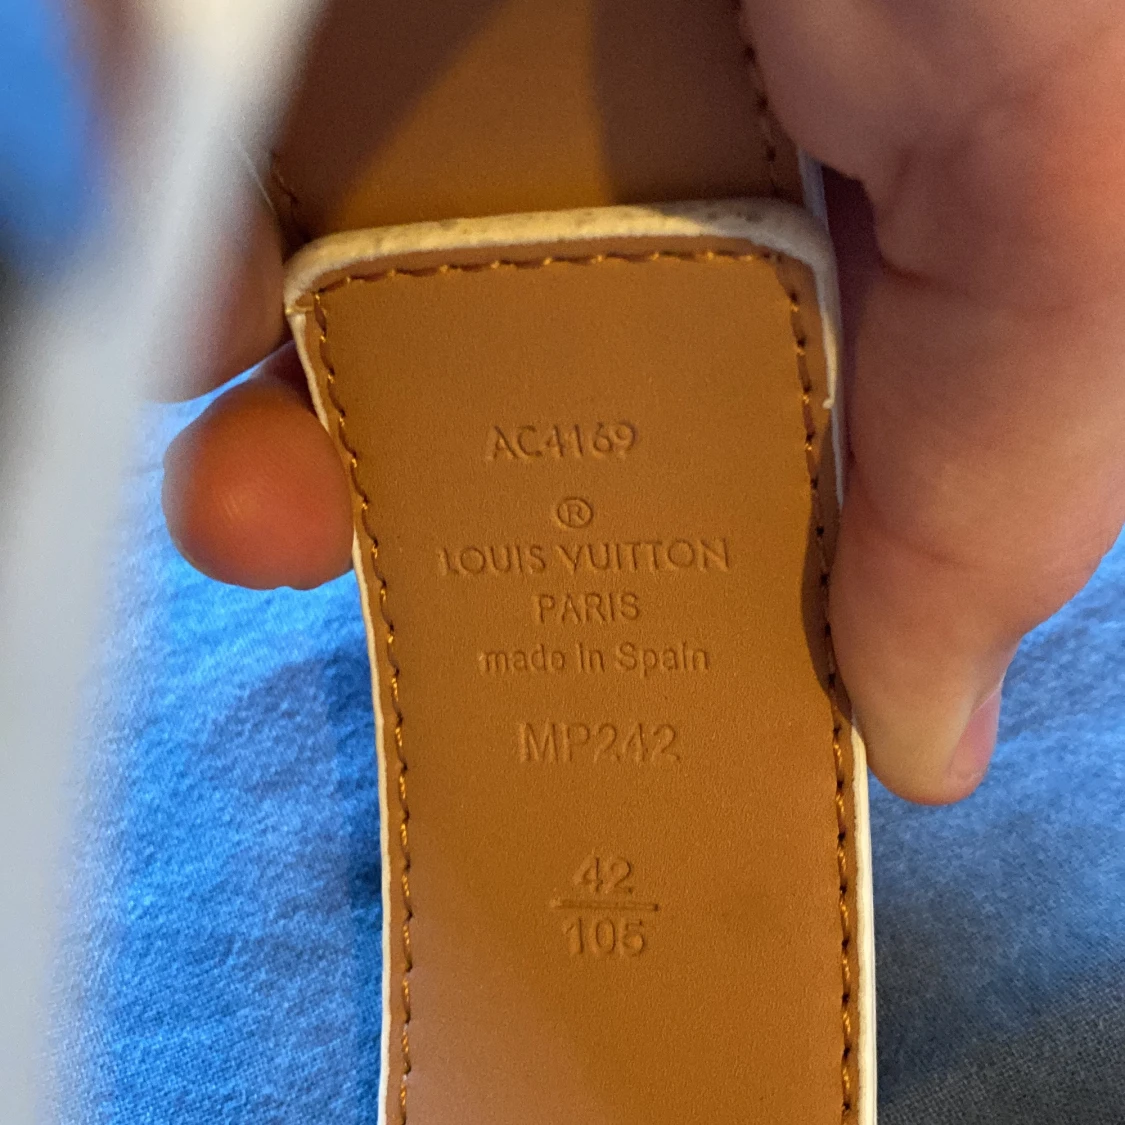 AC4169
®
LOUIS VUITTON
PARIS
made in Spain
MP242
42
105